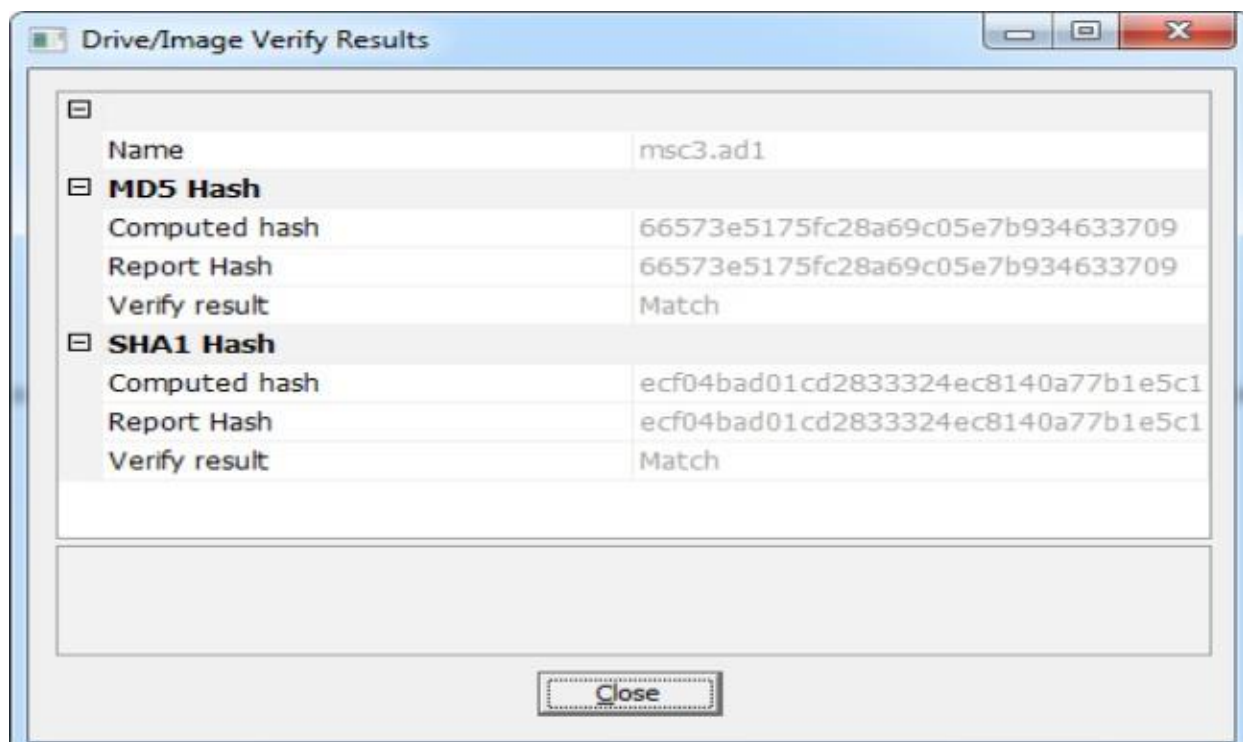 Drive/Image Verify Results
Name msc3.ad1
MD5 Hash
Computed hash 66573e5175fc28a69c05e7b934633709
Report Hash 66573e5175fc28a69c05e7b934633709
Verify result Match
SHA1 Hash
Computed hash ecf04bad01cd2833324ec8140a77b1e5c1
Report Hash ecf04bad01cd2833324ec8140a77b1e5c1
Verify result Match
Close